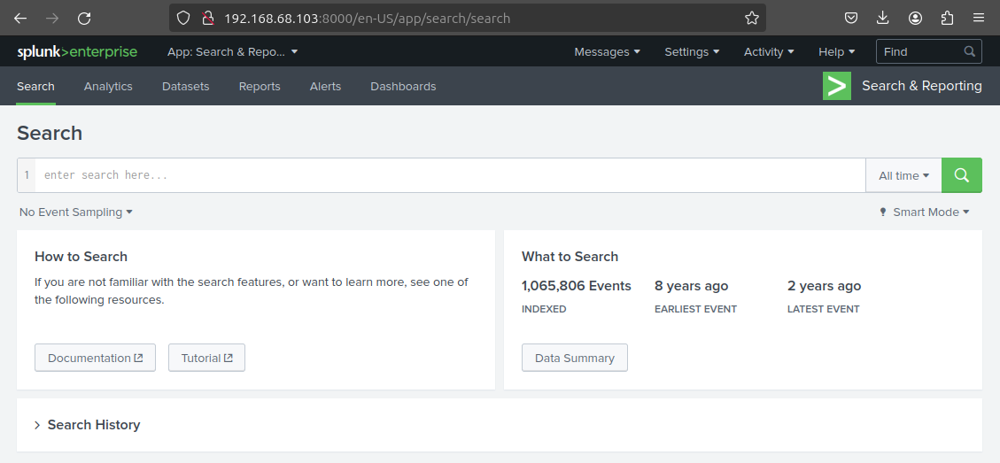 192.168.68.103:8000/en-US/app/search/search
splunk>enterprise App: Search & Repo... Messages Settings Activity Help Find
Search Analytics Datasets Reports Alerts Dashboards > Search & Reporting
Search
1 enter search here... All time
No Event Sampling Smart Mode
How to Search
If you are not familiar with the search features, or want to learn more, see one of
the following resources.
Documentation Tutorial
What to Search
1,065,806 Events 8 years ago 2 years ago
INDEXED EARLIEST EVENT LATEST EVENT
Data Summary
Search History